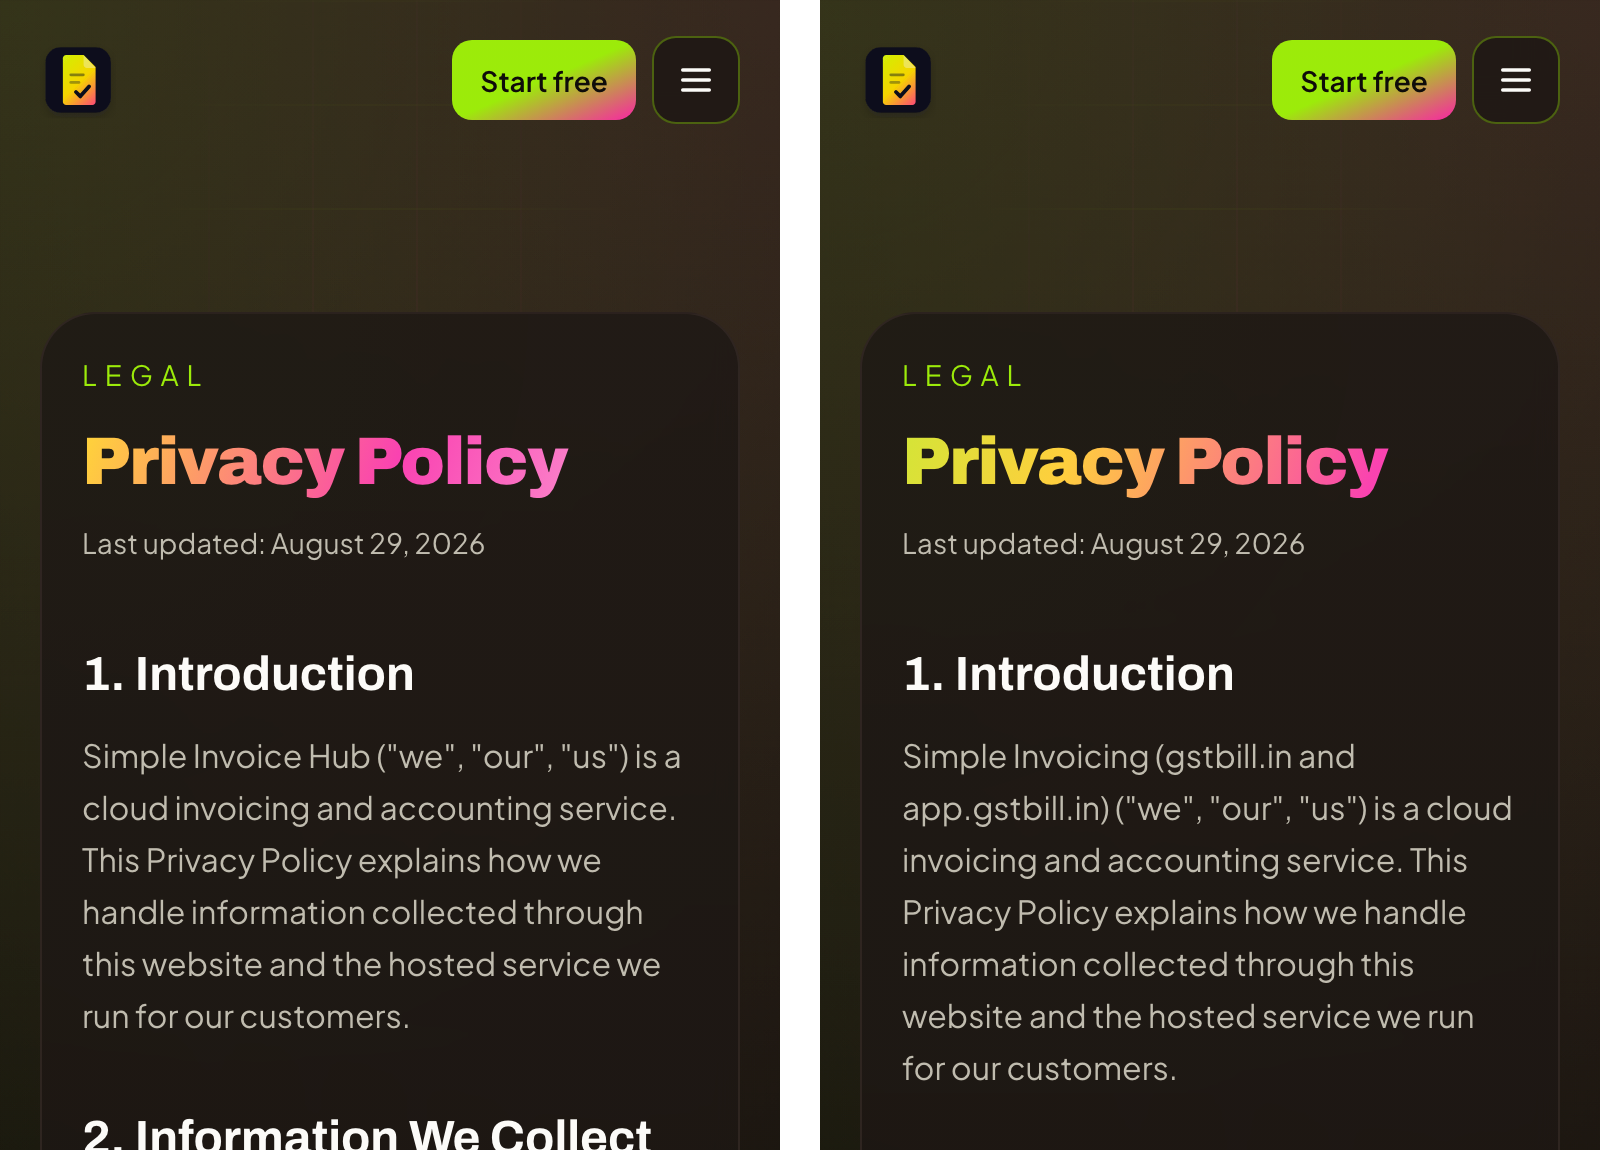 Start free
LEGAL
Privacy Policy
Last updated: August 29, 2026
1. Introduction
Simple Invoice Hub ("we", "our", "us") is a
cloud invoicing and accounting service.
This Privacy Policy explains how we
handle information collected through
this website and the hosted service we
run for our customers.
2. Information We Collect
Start free
LEGAL
Privacy Policy
Last updated: August 29, 2026
1. Introduction
Simple Invoicing (gstbill.in and
app.gstbill.in) ("we", "our", "us") is a cloud
invoicing and accounting service. This
Privacy Policy explains how we handle
information collected through this
website and the hosted service we run
for our customers.